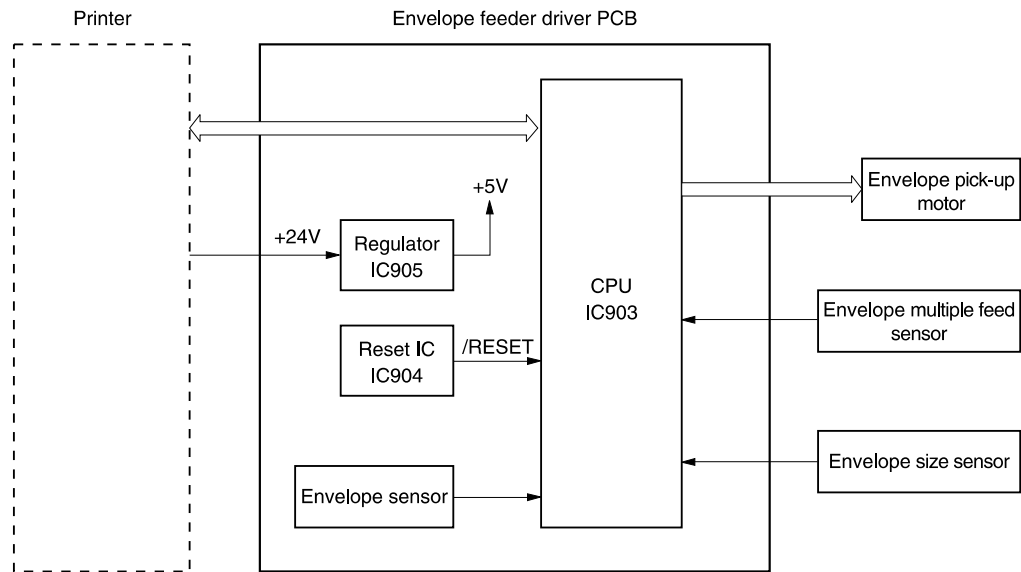 Printer
Envelope feeder driver PCB
+5V
+24V
Regulator
IC905
Reset IC
IC904
/RESET
Envelope sensor
CPU
IC903
Envelope pick-up
motor
Envelope multiple feed
sensor
Envelope size sensor